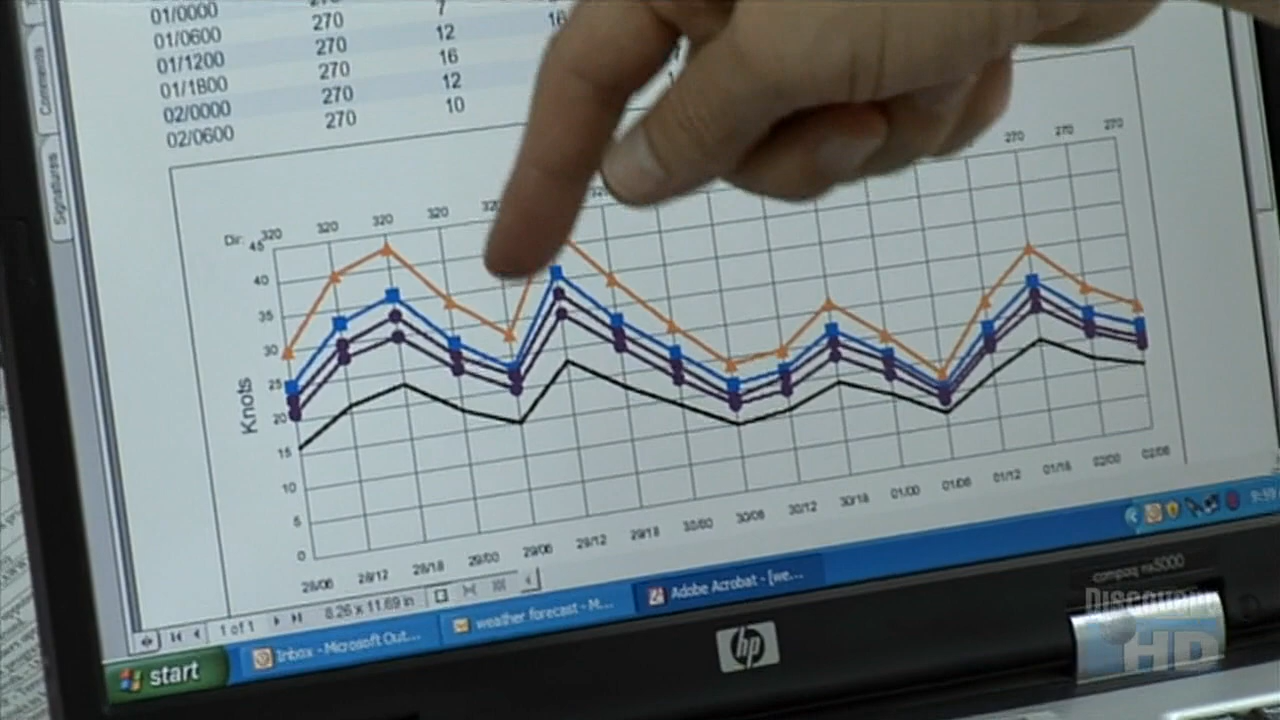 Comments
Signatures
01/0000 270 7
01/0600 270 12 16
01/1200 270 16
01/1800 270 12
02/0000 270 10
02/0600 270
Dir: 320 320 320 320 270 270 270
45
40
35
30
25
20
15
10
5
0
Knots
28/06 28/12 28/18 29/00 29/06 29/12 29/18 30/00 30/06 30/12 30/18 01/00 01/06 01/12 01/18 02/00 02/06
1 of 1 8.26 x 11.69 in
start Inbox - Microsoft Out... weather forecast - M... Adobe Acrobat - [we...
hp
compaq nx5000
Discovery
HD